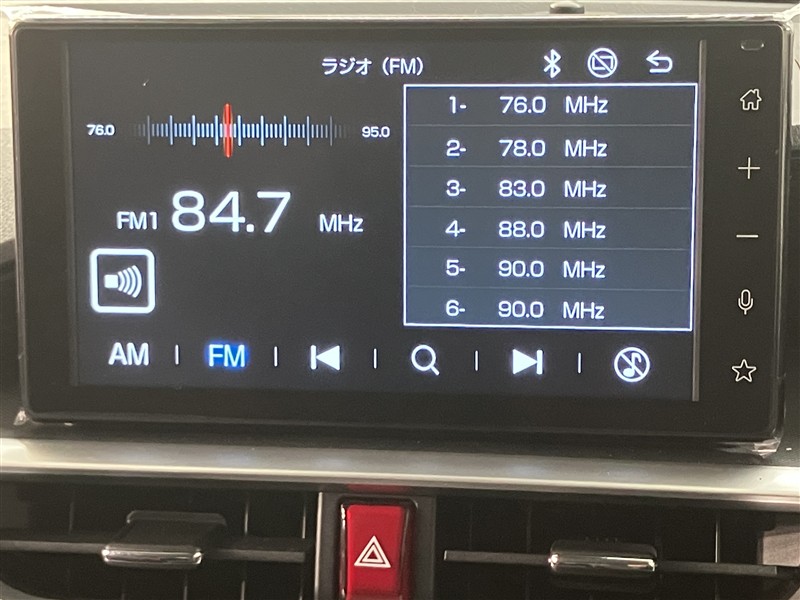 ラジオ（FM）
76.0 95.0
FM1 84.7 MHz
1- 76.0 MHz
2- 78.0 MHz
3- 83.0 MHz
4- 88.0 MHz
5- 90.0 MHz
6- 90.0 MHz
AM | FM | | | |